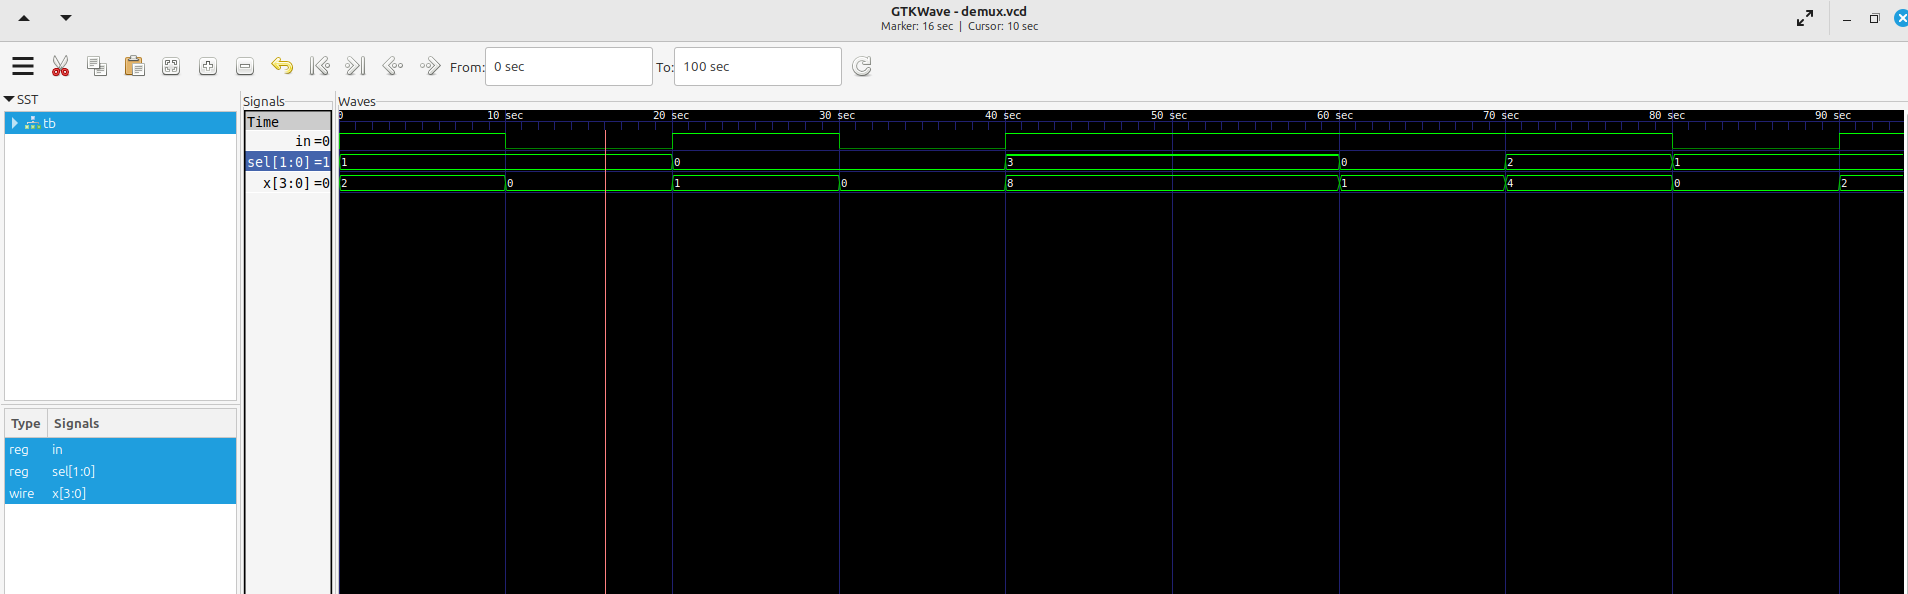 GTKWave - demux.vcd
Marker: 16 sec | Cursor: 10 sec
From: 0 sec To: 100 sec
SST
tb
Type Signals
reg in
reg sel[1:0]
wire x[3:0]
Signals
Time
in=0
sel[1:0]=1
x[3:0]=0
Waves
0 10 sec 20 sec 30 sec 40 sec 50 sec 60 sec 70 sec 80 sec 90 sec
1 0 3 0 2 1
2 0 1 0 8 1 4 0 2